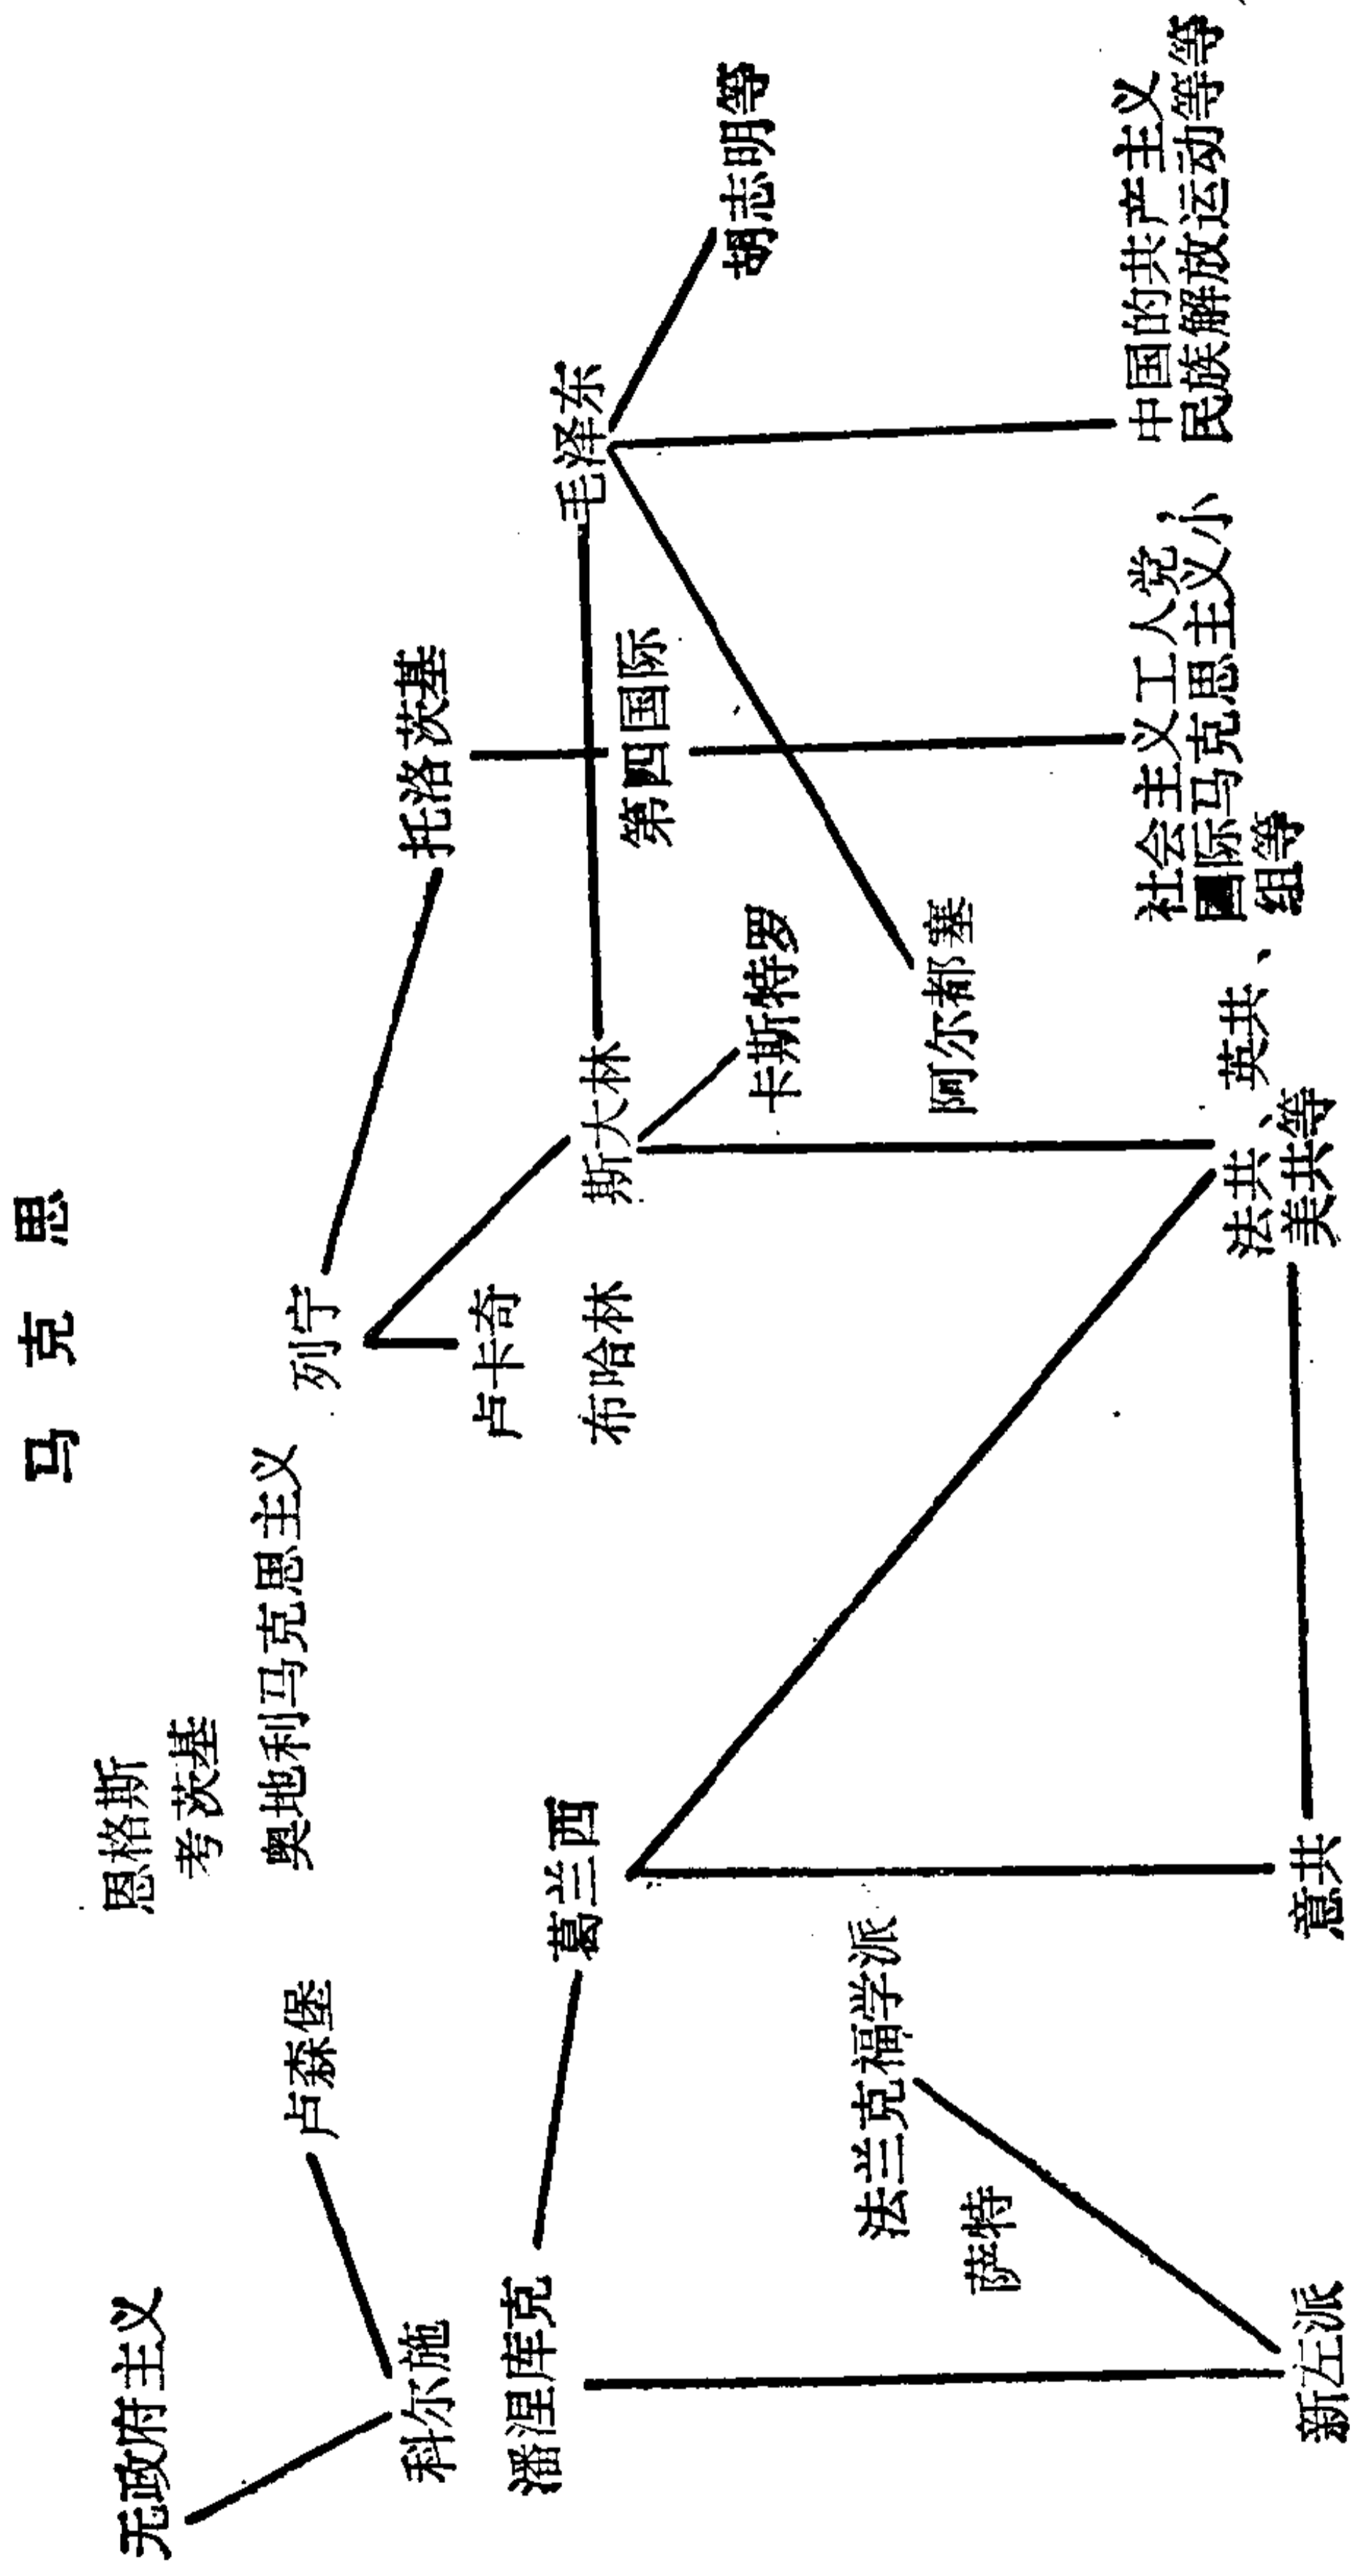 马克思
恩格斯
考茨基
无政府主义
卢森堡
奥地利马克思主义
列宁
科尔施
卢卡奇
托洛茨基
潘涅库克
葛兰西
布哈林
斯大林
毛泽东
第四国际
卡斯特罗
胡志明等
法兰克福学派
阿尔都塞
萨特
新左派
意共
法共、英共、
美共等
社会主义工人党，
国际马克思主义小
组等
中国的共产主义
民族解放运动等等